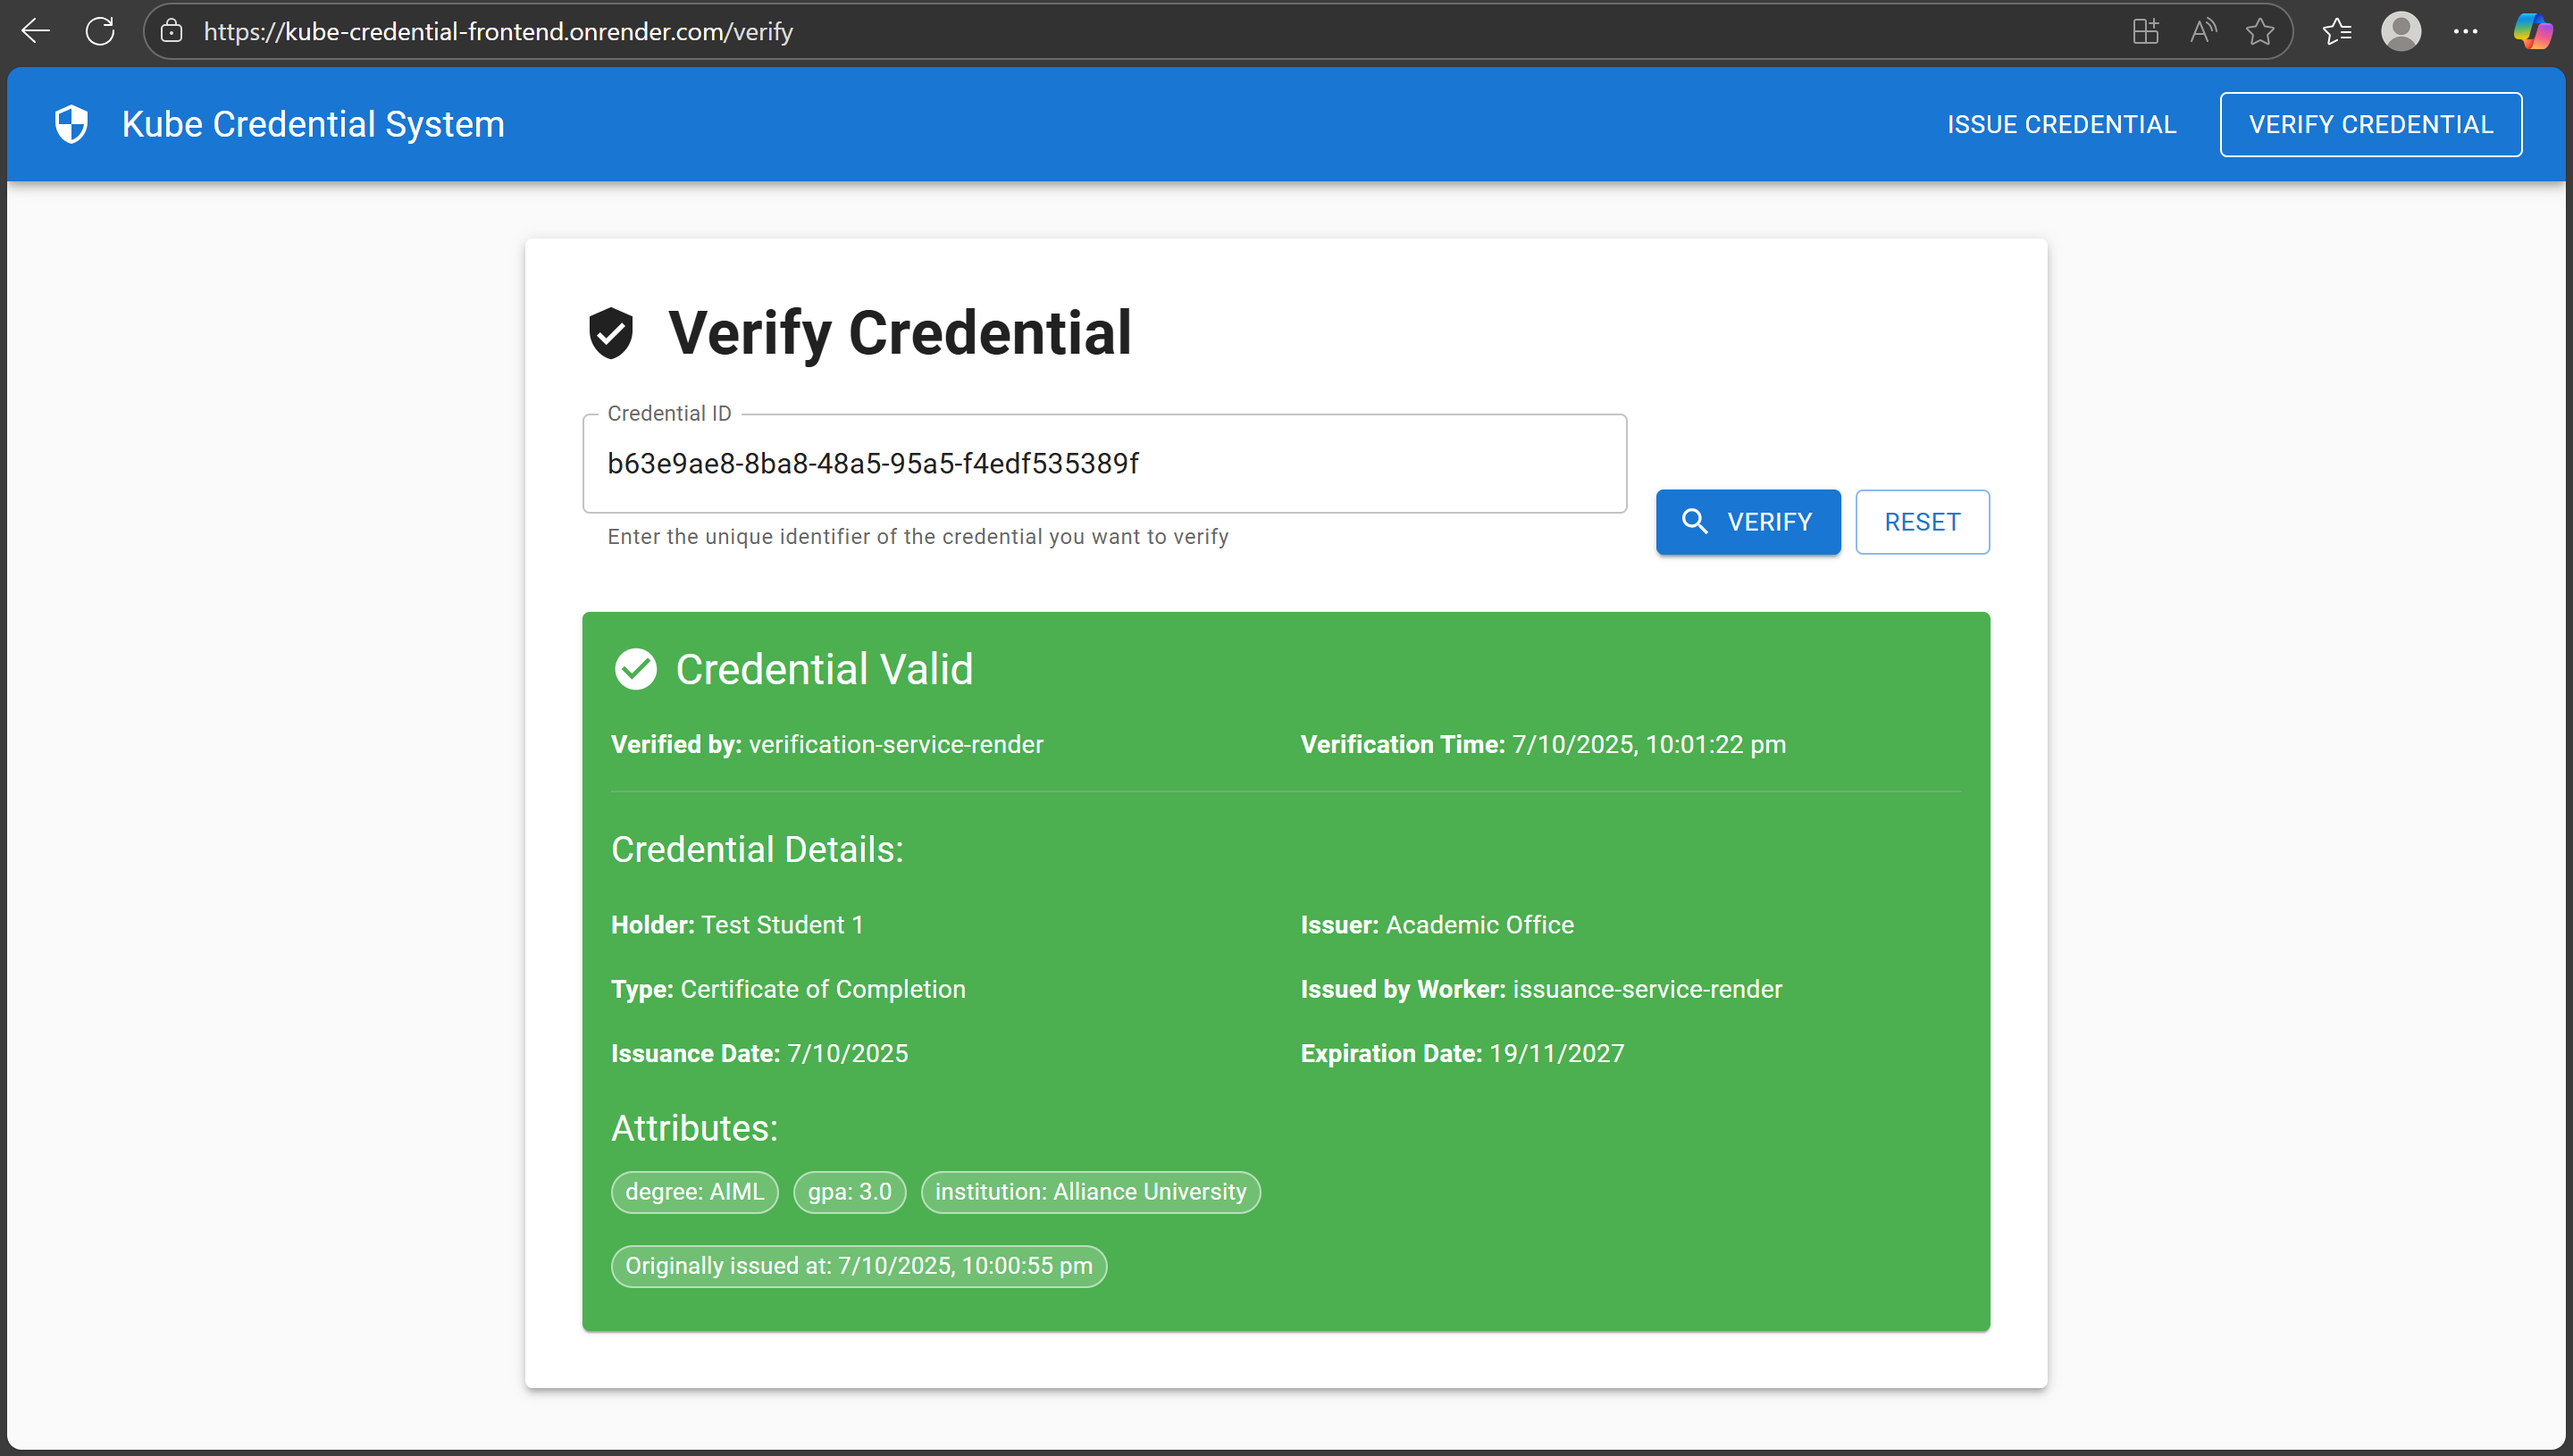 https://kube-credential-frontend.onrender.com/verify
Kube Credential System
ISSUE CREDENTIAL
VERIFY CREDENTIAL
Verify Credential
Credential ID
b63e9ae8-8ba8-48a5-95a5-f4edf535389f
Enter the unique identifier of the credential you want to verify
VERIFY
RESET
Credential Valid
Verified by: verification-service-render
Verification Time: 7/10/2025, 10:01:22 pm
Credential Details:
Holder: Test Student 1
Issuer: Academic Office
Type: Certificate of Completion
Issued by Worker: issuance-service-render
Issuance Date: 7/10/2025
Expiration Date: 19/11/2027
Attributes:
degree: AIML
gpa: 3.0
institution: Alliance University
Originally issued at: 7/10/2025, 10:00:55 pm